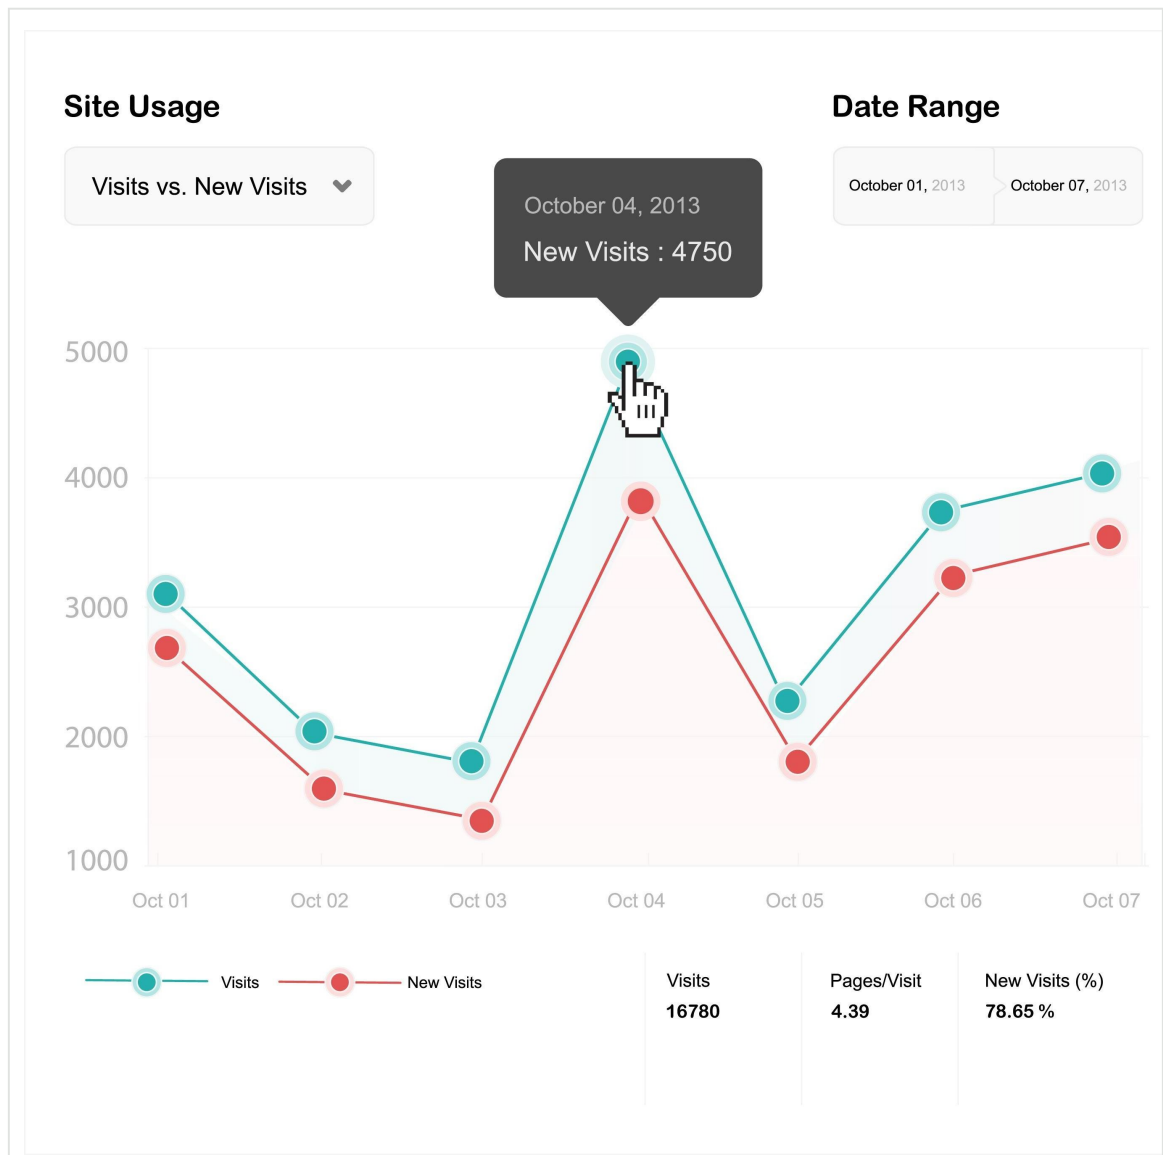 Site Usage
Date Range
Visits vs. New Visits
October 01, 2013
October 07, 2013
October 04, 2013
New Visits : 4750
5000
4000
3000
2000
1000
Oct 01
Oct 02
Oct 03
Oct 04
Oct 05
Oct 06
Oct 07
Visits
New Visits
Visits
16780
Pages/Visit
4.39
New Visits (%)
78.65 %